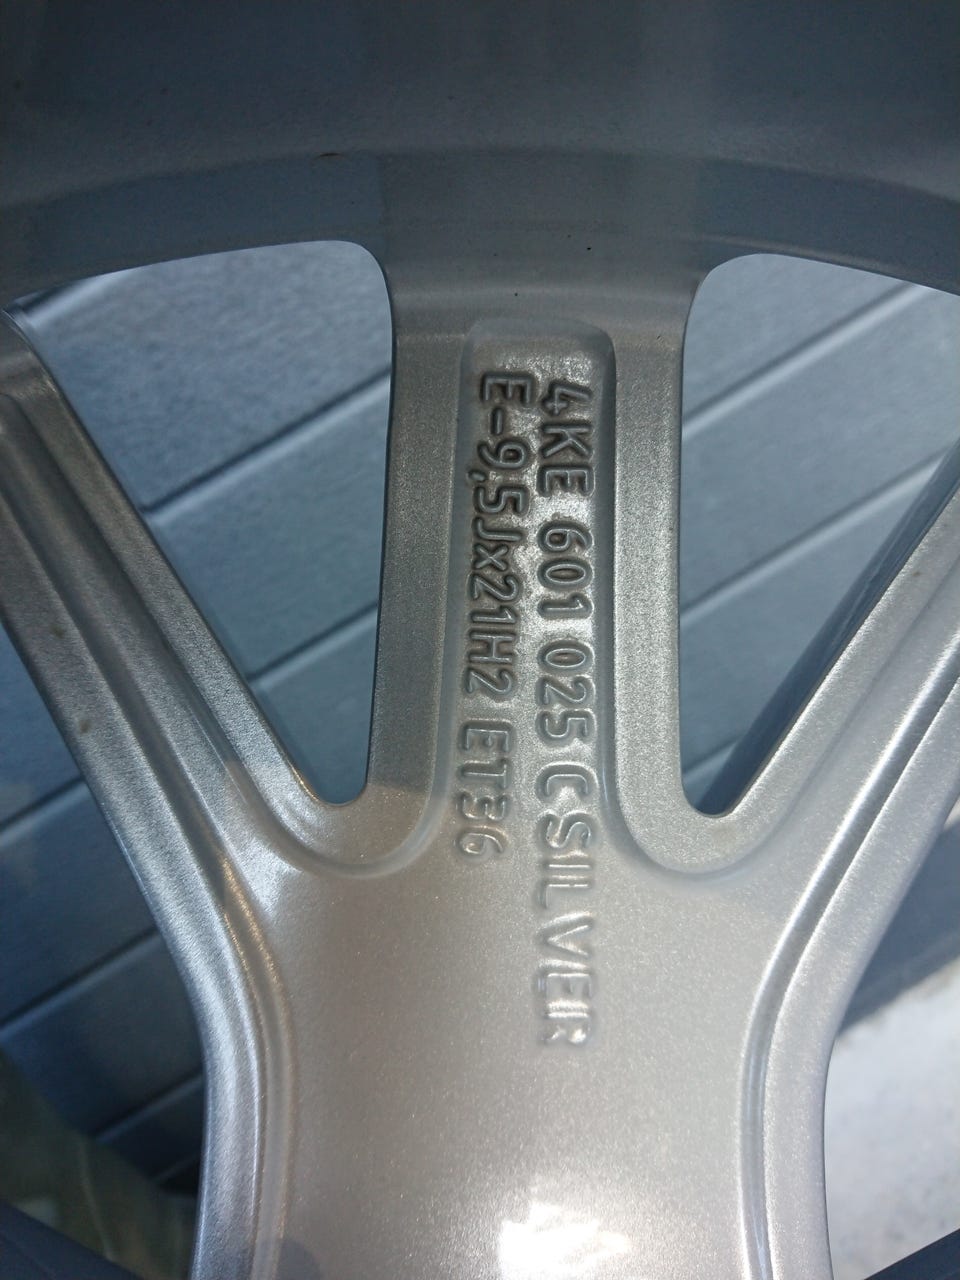 4KE 601 025 C SILVER
E-9,5Jx21H2 ET36